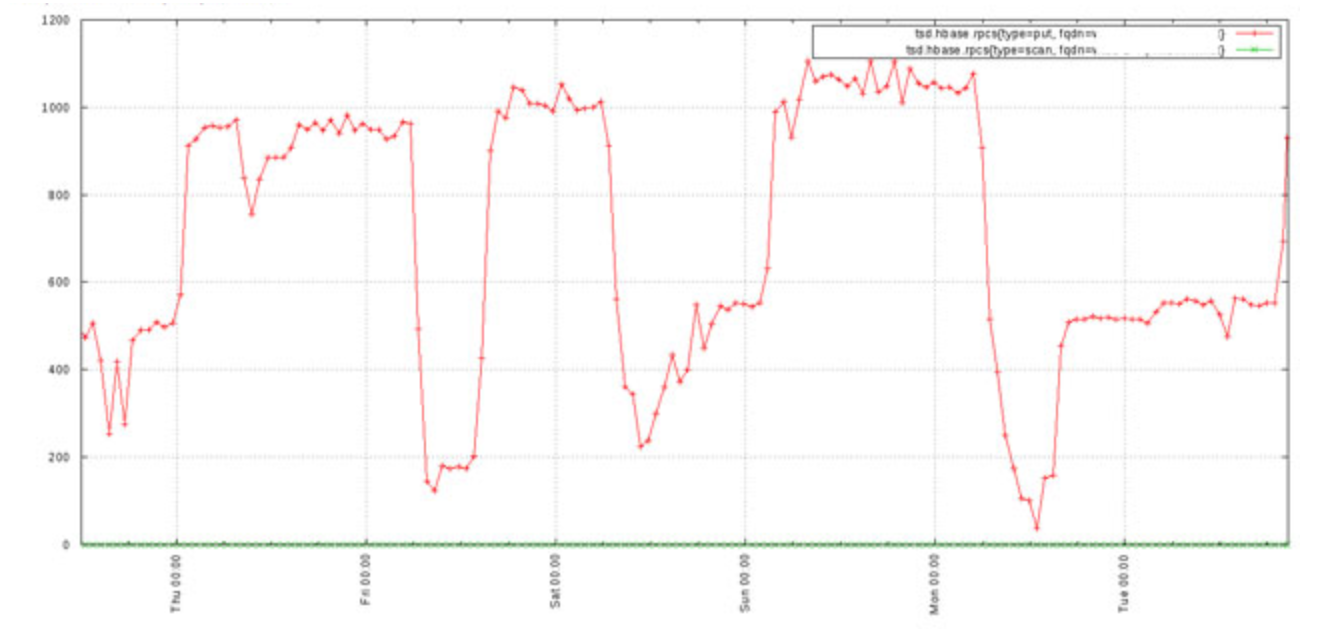 1200
tsd.hbase.rpcs{type=put, fqdn= }
tsd.hbase.rpcs{type=scan, fqdn= }
1000
800
600
400
200
0
Thu 00:00
Fri 00:00
Sat 00:00
Sun 00:00
Mon 00:00
Tue 00:00